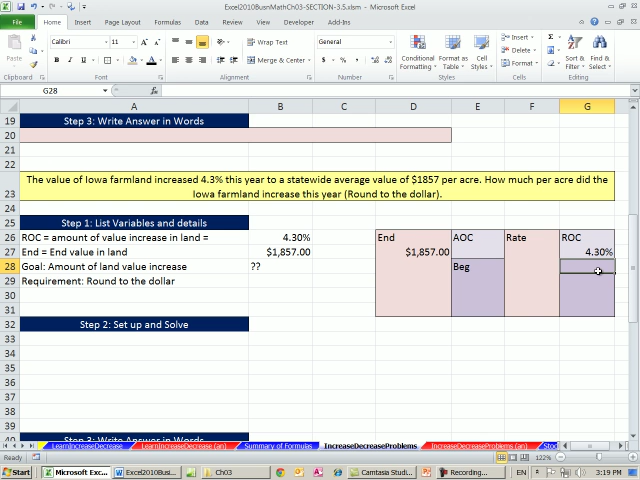 Excel2010BusnMathCh03-SECTION-3.5.xlsm - Microsoft Excel
File Home Insert Page Layout Formulas Data Review View Developer Add-Ins
Paste Calibri 11 Wrap Text General Conditional Formatting Format as Table Cell Styles Insert Delete Format Sort & Filter Find & Select
B I U Merge & Center $ % ,
Clipboard Font Alignment Number Styles Cells Editing
G28 fx
A B C D E F G
19 Step 3: Write Answer in Words
20
21
22
The value of Iowa farmland increased 4.3% this year to a statewide average value of $1857 per acre. How much per acre did the
23 Iowa farmland increase this year (Round to the dollar).
24
25 Step 1: List Variables and details
26 ROC = amount of value increase in land = 4.30% End AOC Rate ROC
27 End = End value in land $1,857.00 $1,857.00 4.30%
28 Goal: Amount of land value increase ?? Beg
29 Requirement: Round to the dollar
30
31
32 Step 2: Set up and Solve
33
34
35
36
37
38
39
40 Step 3: Write Answer in Words
LearnIncreaseDecrease LearnIncreaseDecrease (an) Summary of Formulas IncreaseDecreaseProblems IncreaseDecreaseProblems (an) Stoc
Ready 122%
Start Microsoft Exc... Excel2010Busi... Ch03 Camtasia Studi... Recording... EN 3:19 PM